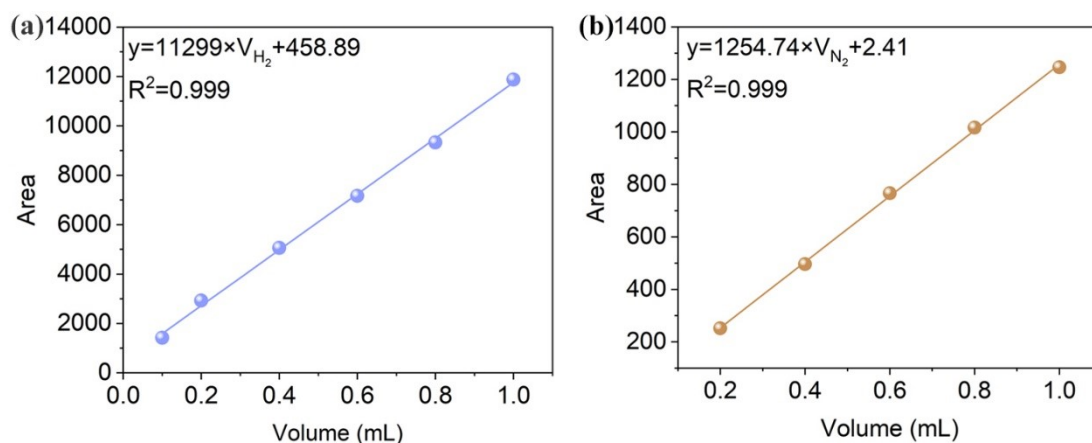 (a)
y=11299×V_H₂+458.89
R²=0.999
14000
12000
10000
8000
6000
4000
2000
0
Area
0.0 0.2 0.4 0.6 0.8 1.0
Volume (mL)
(b)
y=1254.74×V_N₂+2.41
R²=0.999
1400
1200
1000
800
600
400
200
Area
0.2 0.4 0.6 0.8 1.0
Volume (mL)